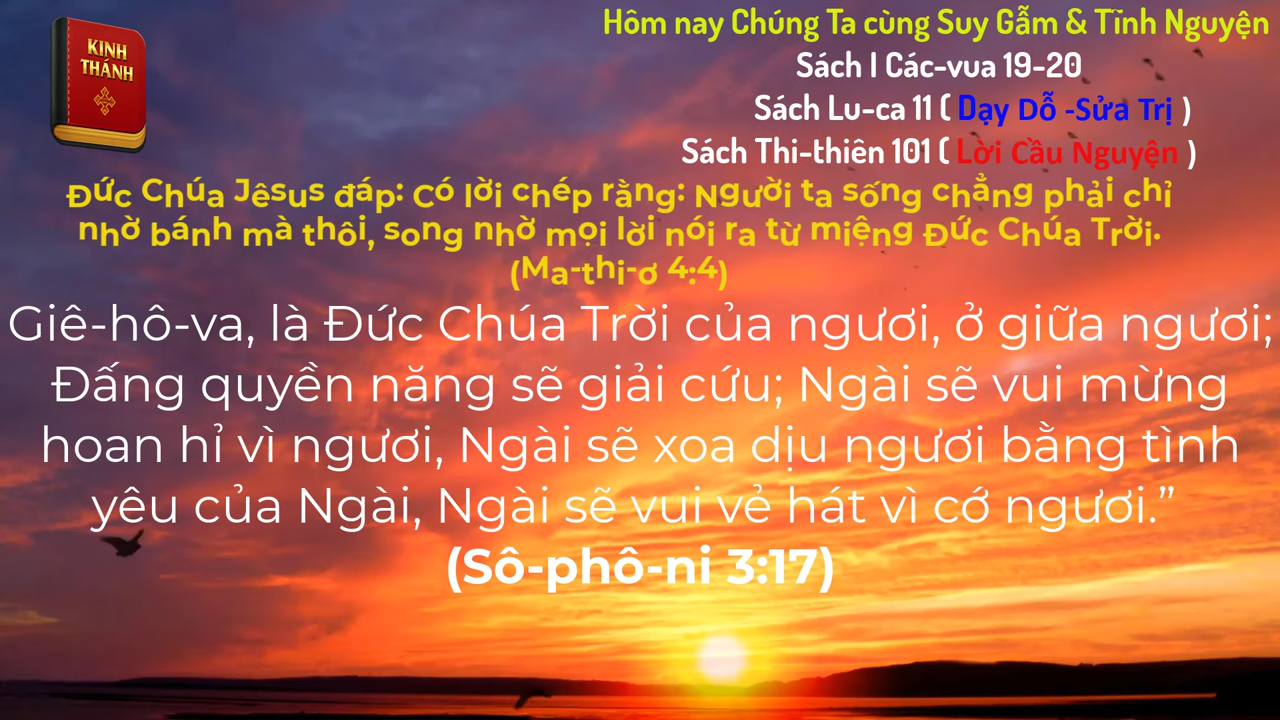 KINH
THÁNH
Hôm nay Chúng Ta cùng Suy Gẫm & Tĩnh Nguyện
Sách I Các-vua 19-20
Sách Lu-ca 11 ( Dạy Dỗ -Sửa Trị )
Sách Thi-thiên 101 ( Lời Cầu Nguyện )
Đức Chúa Jêsus đáp: Có lời chép rằng: Người ta sống chẳng phải chỉ
nhờ bánh mà thôi, song nhờ mọi lời nói ra từ miệng Đức Chúa Trời.
(Ma-thi-ơ 4:4)
Giê-hô-va, là Đức Chúa Trời của ngươi, ở giữa ngươi;
Đấng quyền năng sẽ giải cứu; Ngài sẽ vui mừng
hoan hỉ vì ngươi, Ngài sẽ xoa dịu ngươi bằng tình
yêu của Ngài, Ngài sẽ vui vẻ hát vì cớ ngươi.”
(Sô-phô-ni 3:17)